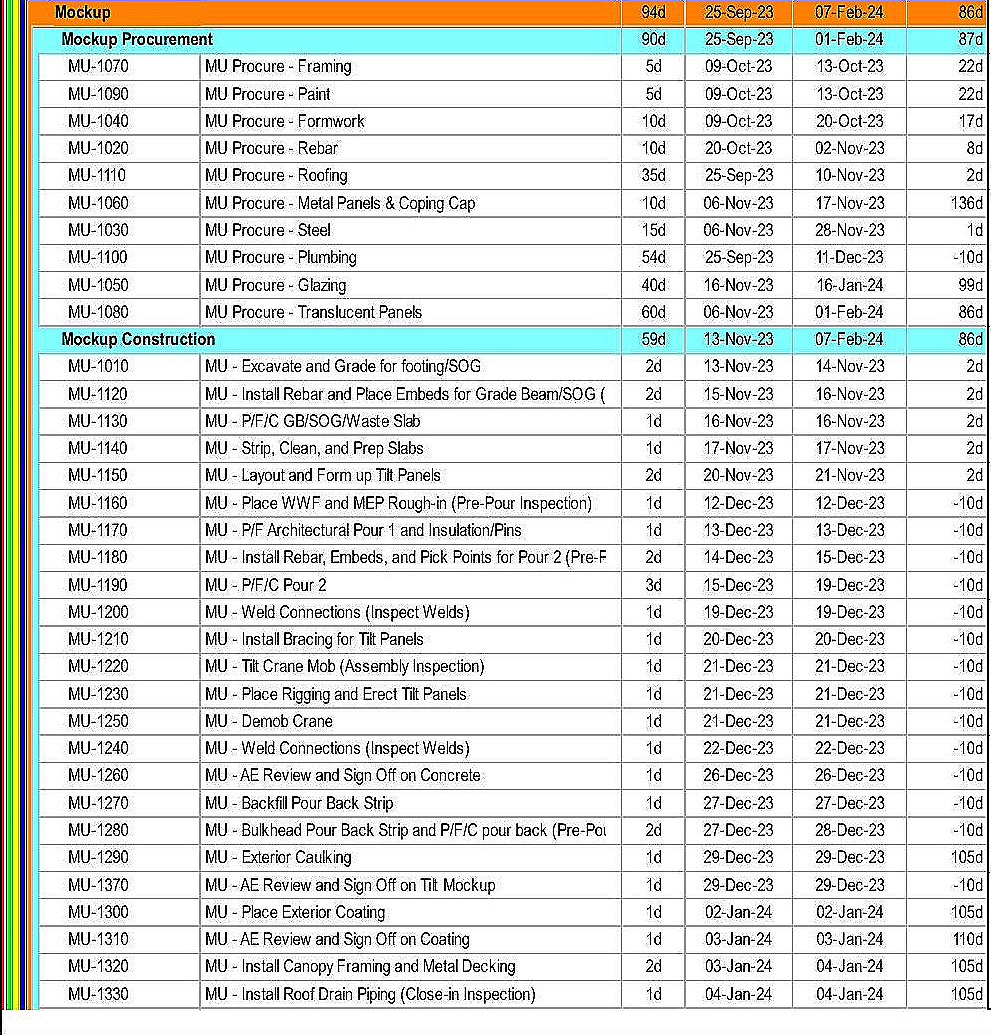 Mockup 94d 25-Sep-23 07-Feb-24 86d
Mockup Procurement 90d 25-Sep-23 01-Feb-24 87d
MU-1070 MU Procure - Framing 5d 09-Oct-23 13-Oct-23 22d
MU-1090 MU Procure - Paint 5d 09-Oct-23 13-Oct-23 22d
MU-1040 MU Procure - Formwork 10d 09-Oct-23 20-Oct-23 17d
MU-1020 MU Procure - Rebar 10d 20-Oct-23 02-Nov-23 8d
MU-1110 MU Procure - Roofing 35d 25-Sep-23 10-Nov-23 2d
MU-1060 MU Procure - Metal Panels & Coping Cap 10d 06-Nov-23 17-Nov-23 136d
MU-1030 MU Procure - Steel 15d 06-Nov-23 28-Nov-23 1d
MU-1100 MU Procure - Plumbing 54d 25-Sep-23 11-Dec-23 -10d
MU-1050 MU Procure - Glazing 40d 16-Nov-23 16-Jan-24 99d
MU-1080 MU Procure - Translucent Panels 60d 06-Nov-23 01-Feb-24 86d
Mockup Construction 59d 13-Nov-23 07-Feb-24 86d
MU-1010 MU - Excavate and Grade for footing/SOG 2d 13-Nov-23 14-Nov-23 2d
MU-1120 MU - Install Rebar and Place Embeds for Grade Beam/SOG ( 2d 15-Nov-23 16-Nov-23 2d
MU-1130 MU - P/F/C GB/SOG/Waste Slab 1d 16-Nov-23 16-Nov-23 2d
MU-1140 MU - Strip, Clean, and Prep Slabs 1d 17-Nov-23 17-Nov-23 2d
MU-1150 MU - Layout and Form up Tilt Panels 2d 20-Nov-23 21-Nov-23 2d
MU-1160 MU - Place WWF and MEP Rough-in (Pre-Pour Inspection) 1d 12-Dec-23 12-Dec-23 -10d
MU-1170 MU - P/F Architectural Pour 1 and Insulation/Pins 1d 13-Dec-23 13-Dec-23 -10d
MU-1180 MU - Install Rebar, Embeds, and Pick Points for Pour 2 (Pre-F 2d 14-Dec-23 15-Dec-23 -10d
MU-1190 MU - P/F/C Pour 2 3d 15-Dec-23 19-Dec-23 -10d
MU-1200 MU - Weld Connections (Inspect Welds) 1d 19-Dec-23 19-Dec-23 -10d
MU-1210 MU - Install Bracing for Tilt Panels 1d 20-Dec-23 20-Dec-23 -10d
MU-1220 MU - Tilt Crane Mob (Assembly Inspection) 1d 21-Dec-23 21-Dec-23 -10d
MU-1230 MU - Place Rigging and Erect Tilt Panels 1d 21-Dec-23 21-Dec-23 -10d
MU-1250 MU - Demob Crane 1d 21-Dec-23 21-Dec-23 -10d
MU-1240 MU - Weld Connections (Inspect Welds) 1d 22-Dec-23 22-Dec-23 -10d
MU-1260 MU - AE Review and Sign Off on Concrete 1d 26-Dec-23 26-Dec-23 -10d
MU-1270 MU - Backfill Pour Back Strip 1d 27-Dec-23 27-Dec-23 -10d
MU-1280 MU - Bulkhead Pour Back Strip and P/F/C pour back (Pre-Pou 2d 27-Dec-23 28-Dec-23 -10d
MU-1290 MU - Exterior Caulking 1d 29-Dec-23 29-Dec-23 105d
MU-1370 MU - AE Review and Sign Off on Tilt Mockup 1d 29-Dec-23 29-Dec-23 -10d
MU-1300 MU - Place Exterior Coating 1d 02-Jan-24 02-Jan-24 105d
MU-1310 MU - AE Review and Sign Off on Coating 1d 03-Jan-24 03-Jan-24 110d
MU-1320 MU - Install Canopy Framing and Metal Decking 2d 03-Jan-24 04-Jan-24 105d
MU-1330 MU - Install Roof Drain Piping (Close-in Inspection) 1d 04-Jan-24 04-Jan-24 105d